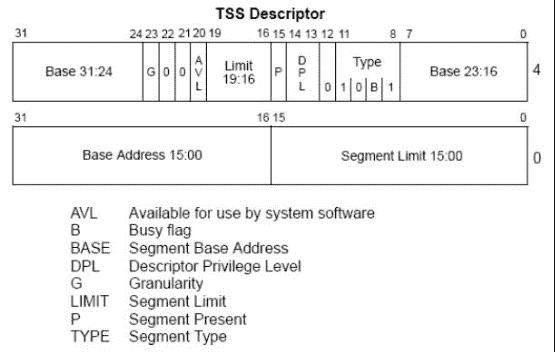 TSS Descriptor
31 24 23 22 21 20 19 16 15 14 13 12 11 8 7 0
Base 31:24 G 0 0 AVL Limit 19:16 P DPL 0 Type 1 0 B 1 Base 23:16 4
31 16 15 0
Base Address 15:00 Segment Limit 15:00 0
AVL Available for use by system software
B Busy flag
BASE Segment Base Address
DPL Descriptor Privilege Level
G Granularity
LIMIT Segment Limit
P Segment Present
TYPE Segment Type